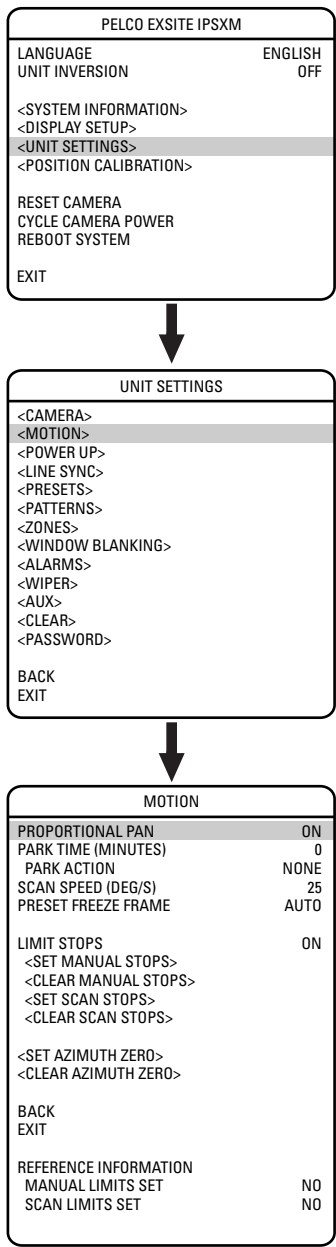 PELCO EXSITE IPSXM
LANGUAGE ENGLISH
UNIT INVERSION OFF
<SYSTEM INFORMATION>
<DISPLAY SETUP>
<UNIT SETTINGS>
<POSITION CALIBRATION>
RESET CAMERA
CYCLE CAMERA POWER
REBOOT SYSTEM
EXIT
UNIT SETTINGS
<CAMERA>
<MOTION>
<POWER UP>
<LINE SYNC>
<PRESETS>
<PATTERNS>
<ZONES>
<WINDOW BLANKING>
<ALARMS>
<WIPER>
<AUX>
<CLEAR>
<PASSWORD>
BACK
EXIT
MOTION
PROPORTIONAL PAN ON
PARK TIME (MINUTES) 0
PARK ACTION NONE
SCAN SPEED (DEG/S) 25
PRESET FREEZE FRAME AUTO
LIMIT STOPS ON
<SET MANUAL STOPS>
<CLEAR MANUAL STOPS>
<SET SCAN STOPS>
<CLEAR SCAN STOPS>
<SET AZIMUTH ZERO>
<CLEAR AZIMUTH ZERO>
BACK
EXIT
REFERENCE INFORMATION
MANUAL LIMITS SET NO
SCAN LIMITS SET NO